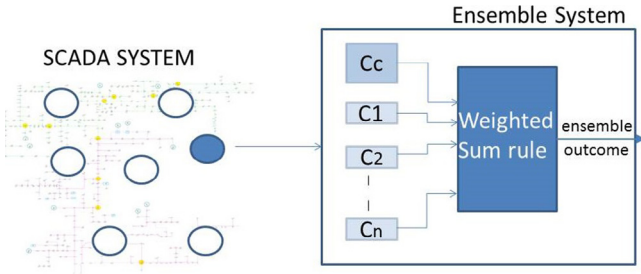 Ensemble System
SCADA SYSTEM
Cc
C1
C2
Cn
Weighted
Sum rule
ensemble
outcome